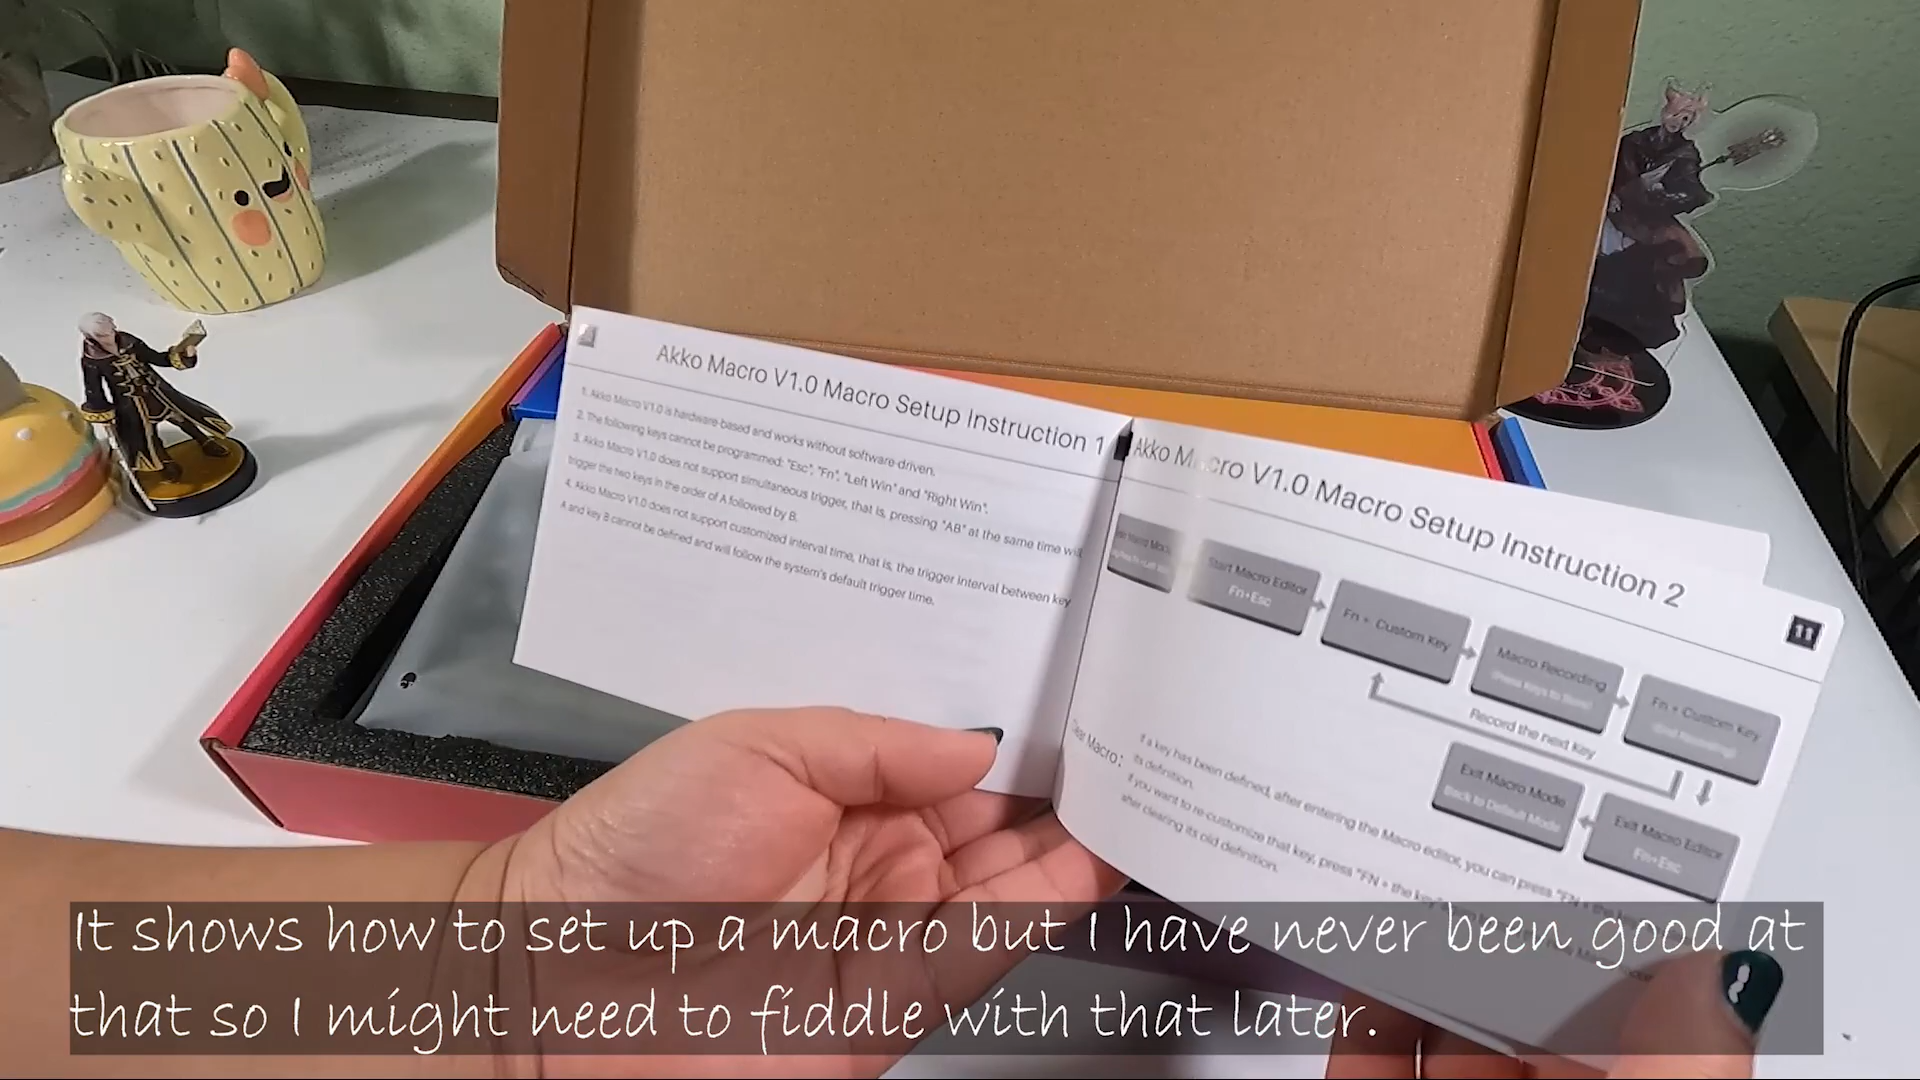 Akko Macro V1.0 Macro Setup Instruction 1
1. Akko Macro V1.0 is hardware-based and works without software driven.
2. The following keys cannot be programmed: "Esc", "Fn", "Left Win" and "Right Win".
3. Akko Macro V1.0 does not support simultaneous trigger, that is, pressing "AB" at the same time will
trigger the two keys in the order of A followed by B.
4. Akko Macro V1.0 does not support customized interval time, that is, the trigger interval between key
A and key B cannot be defined and will follow the system's default trigger time.
Akko Macro V1.0 Macro Setup Instruction 2
11
Start Macro Editor
Fn+Esc
Fn + Custom Key
Macro Recording
Fn + Custom Key
Record the next Key
Exit Macro Mode
Back to Default Mode
Exit Macro Editor
Fn+Esc
Macro:
If a key has been defined, after entering the Macro editor, you can press "FN + the
its definition.
If you want to re-customize that key, press "FN + the key"
after clearing its old definition.
It shows how to set up a macro but I have never been good at
that so I might need to fiddle with that later.